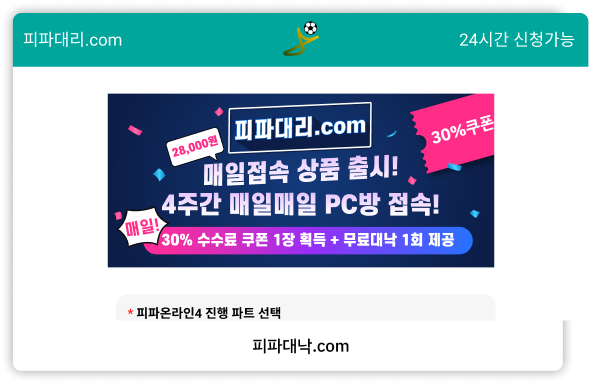 피파대리.com
24시간 신청가능
피파대리.com
30%쿠폰
28,000원
매일접속 상품 출시!
4주간 매일매일 PC방 접속!
매일!
30% 수수료 쿠폰 1장 획득 + 무료대낙 1회 제공
* 피파온라인4 진행 파트 선택
피파대낙.com